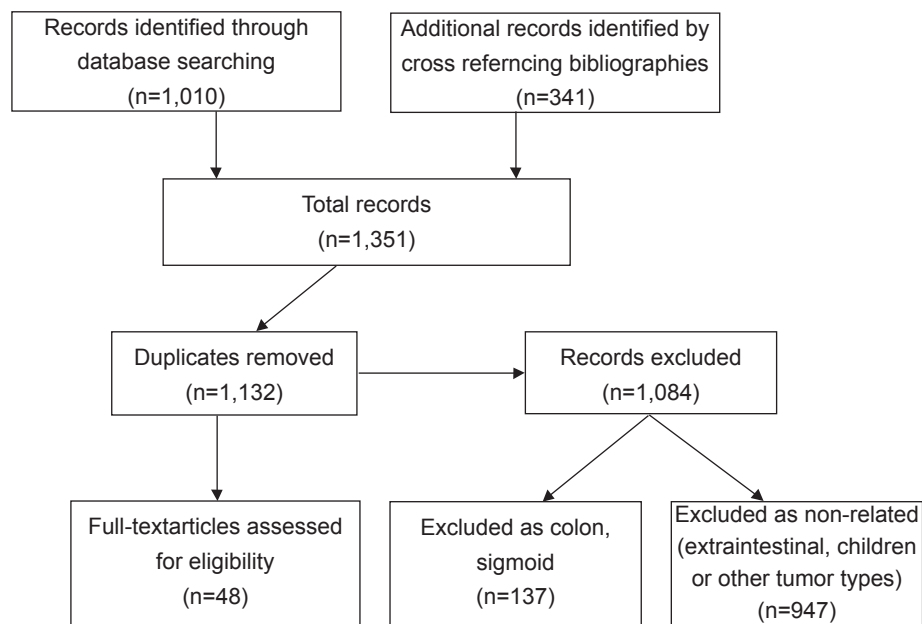 Records identified through
database searching
(n=1,010)
Additional records identified by
cross referncing bibliographies
(n=341)
Total records
(n=1,351)
Duplicates removed
(n=1,132)
Records excluded
(n=1,084)
Full-textarticles assessed
for eligibility
(n=48)
Excluded as colon,
sigmoid
(n=137)
Excluded as non-related
(extraintestinal, children
or other tumor types)
(n=947)